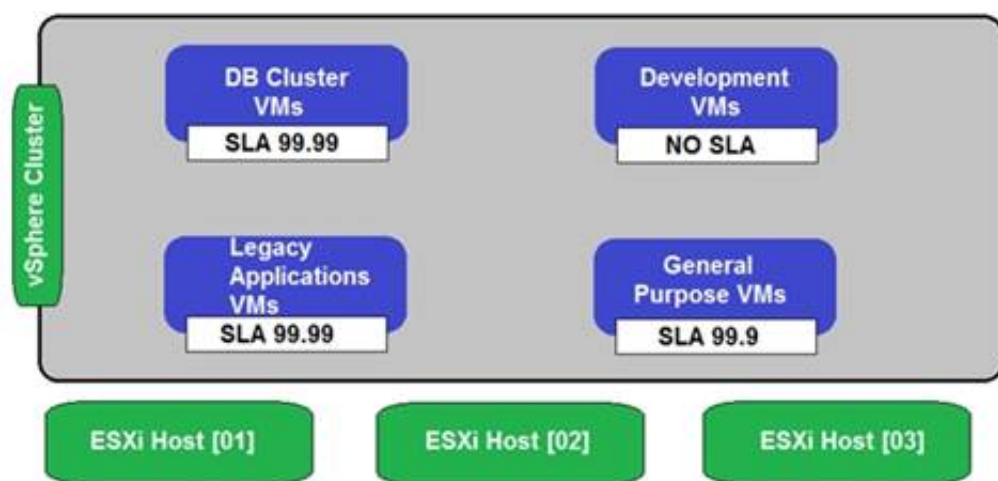 vSphere Cluster
DB Cluster
VMs
SLA 99.99
Development
VMs
NO SLA
Legacy
Applications
VMs
SLA 99.99
General
Purpose VMs
SLA 99.9
ESXi Host [01]
ESXi Host [02]
ESXi Host [03]